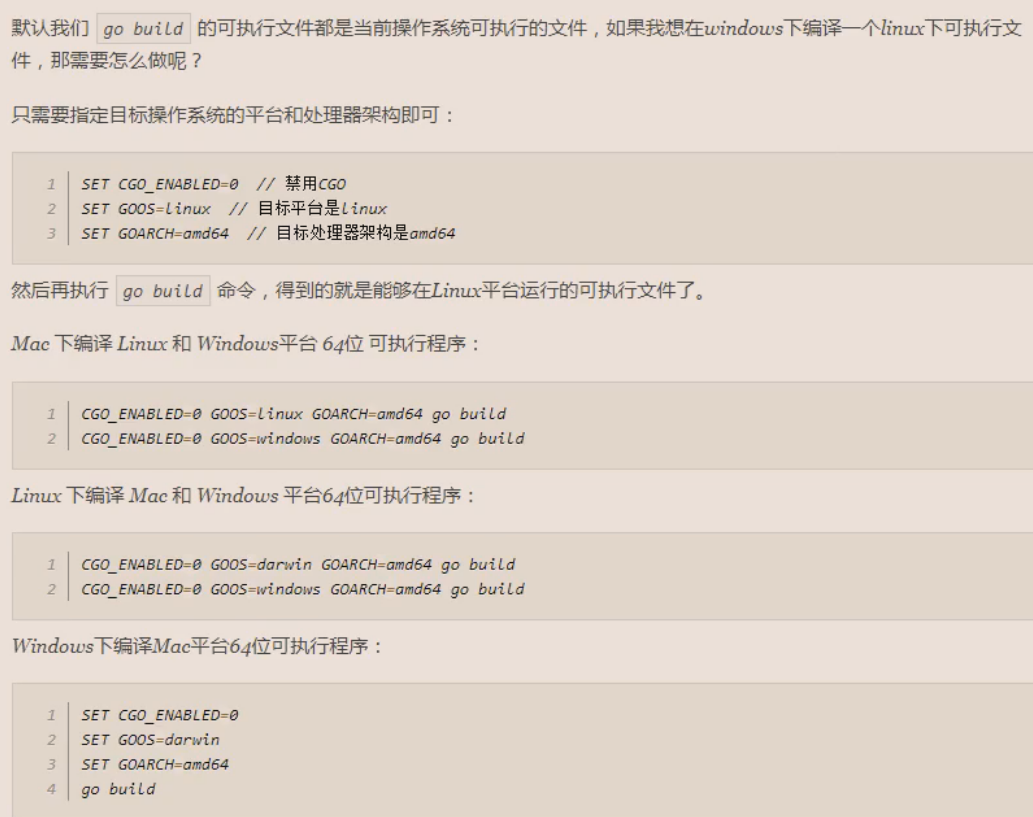 默认我们 go build 的可执行文件都是当前操作系统可执行的文件，如果我想在windows下编译一个linux下可执行文
件，那需要怎么做呢？
只需要指定目标操作系统的平台和处理器架构即可：
1 SET CGO_ENABLED=0  // 禁用CGO
2 SET GOOS=linux  // 目标平台是linux
3 SET GOARCH=amd64  // 目标处理器架构是amd64
然后再执行 go build 命令，得到的就是能够在Linux平台运行的可执行文件了。
Mac 下编译 Linux 和 Windows平台 64位 可执行程序：
1 CGO_ENABLED=0 GOOS=linux GOARCH=amd64 go build
2 CGO_ENABLED=0 GOOS=windows GOARCH=amd64 go build
Linux 下编译 Mac 和 Windows 平台64位可执行程序：
1 CGO_ENABLED=0 GOOS=darwin GOARCH=amd64 go build
2 CGO_ENABLED=0 GOOS=windows GOARCH=amd64 go build
Windows下编译Mac平台64位可执行程序：
1 SET CGO_ENABLED=0
2 SET GOOS=darwin
3 SET GOARCH=amd64
4 go build